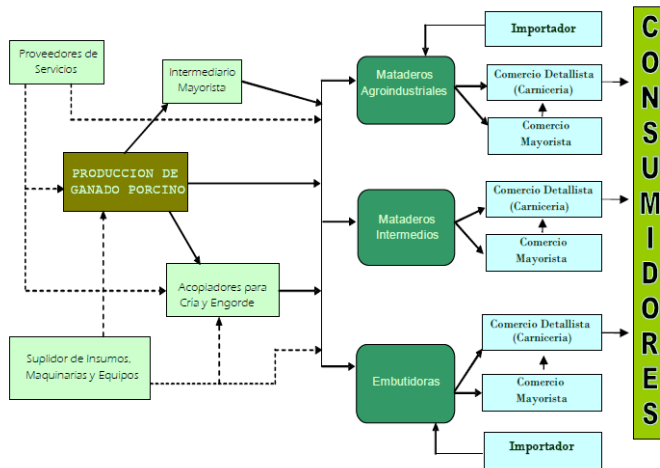 Proveedores de
Servicios
Intermediario
Mayorista
PRODUCCION DE
GANADO PORCINO
Acopiadores para
Cría y Engorde
Suplidor de Insumos,
Maquinarias y Equipos
Importador
Mataderos
Agroindustriales
Comercio Detallista
(Carniceria)
Comercio
Mayorista
Mataderos
Intermedios
Comercio Detallista
(Carniceria)
Comercio
Mayorista
Embutidoras
Comercio Detallista
(Carniceria)
Comercio
Mayorista
Importador
CONSUMIDORES